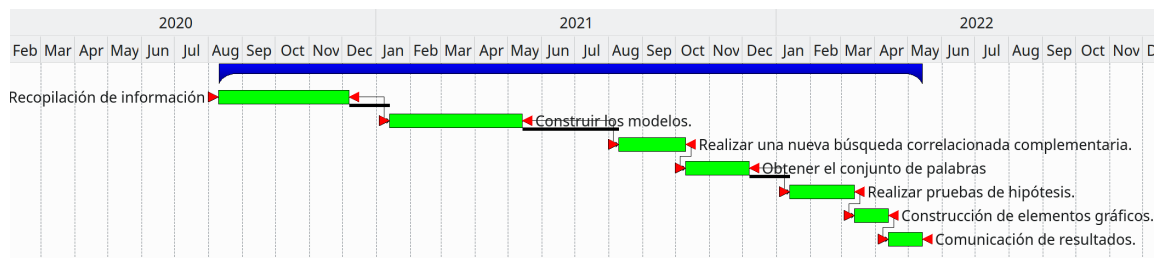 2020 2021 2022
Feb Mar Apr May Jun Jul Aug Sep Oct Nov Dec Jan Feb Mar Apr May Jun Jul Aug Sep Oct Nov Dec Jan Feb Mar Apr May Jun Jul Aug Sep Oct Nov D
Recopilación de información
Construir los modelos.
Realizar una nueva búsqueda correlacionada complementaria.
Obtener el conjunto de palabras
Realizar pruebas de hipótesis.
Construcción de elementos gráficos.
Comunicación de resultados.